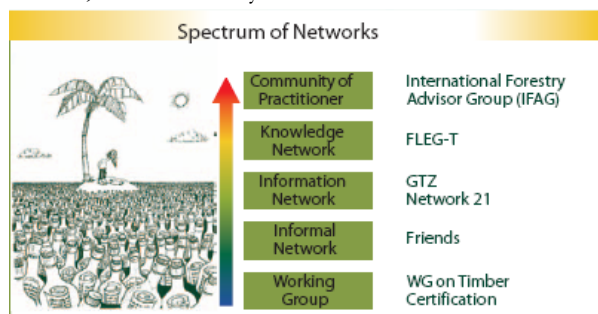 Spectrum of Networks
Community of
Practitioner
International Forestry
Advisor Group (IFAG)
Knowledge
Network
FLEG-T
Information
Network
GTZ
Network 21
Informal
Network
Friends
Working
Group
WG on Timber
Certification